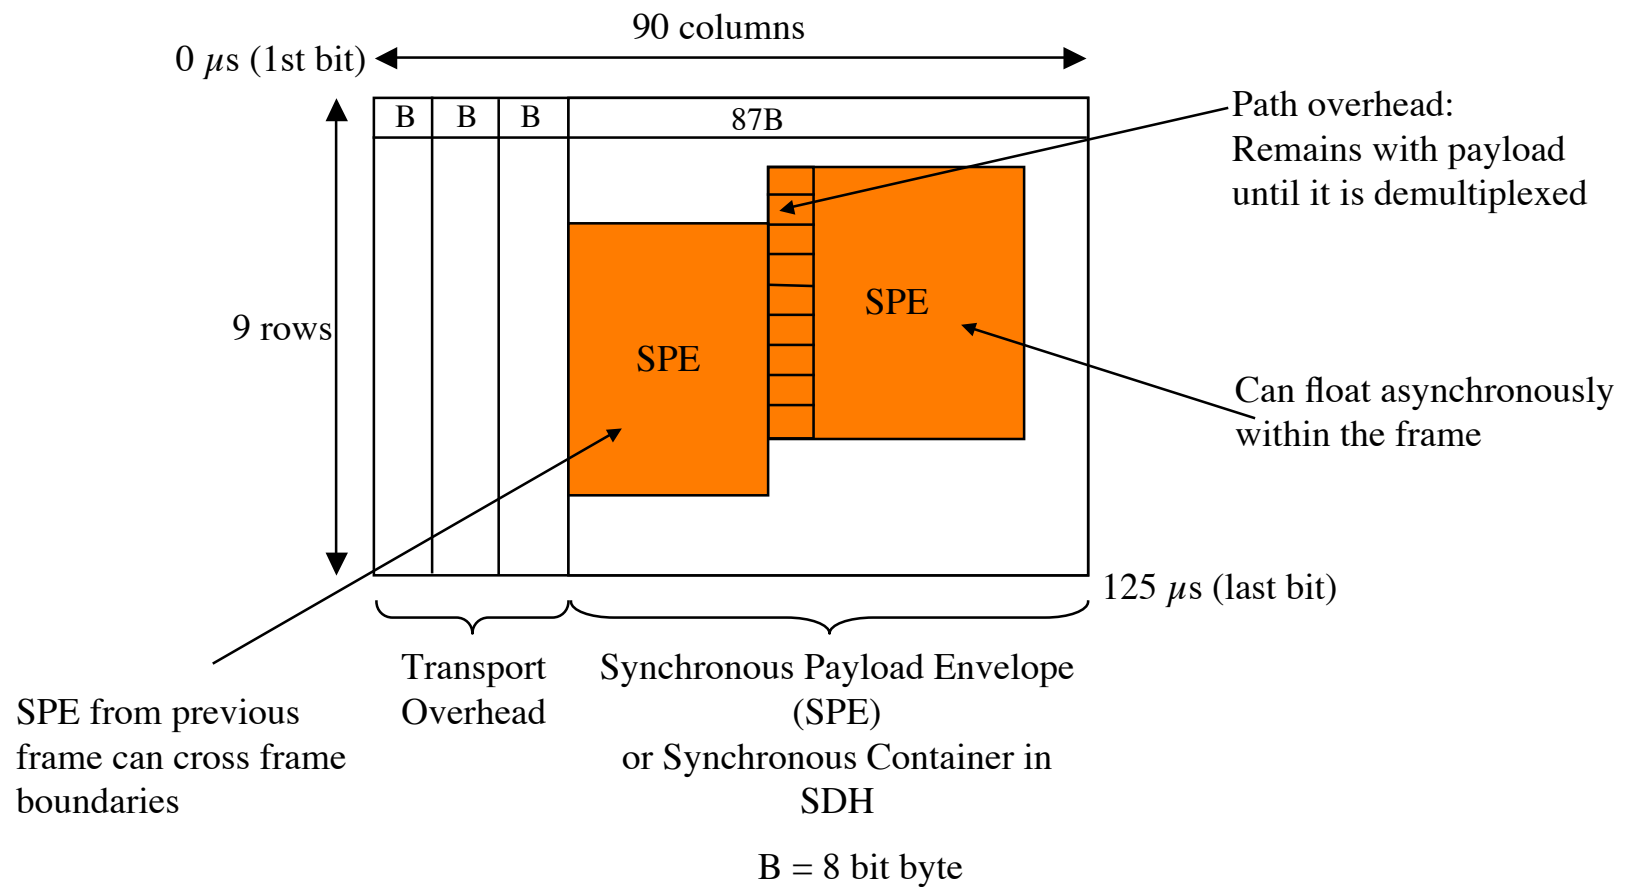 90 columns
0 µs (1st bit)
B B B 87B
Path overhead:
Remains with payload
until it is demultiplexed
9 rows
SPE
SPE
Can float asynchronously
within the frame
125 µs (last bit)
Transport
Overhead
Synchronous Payload Envelope
(SPE)
or Synchronous Container in
SDH
SPE from previous
frame can cross frame
boundaries
B = 8 bit byte